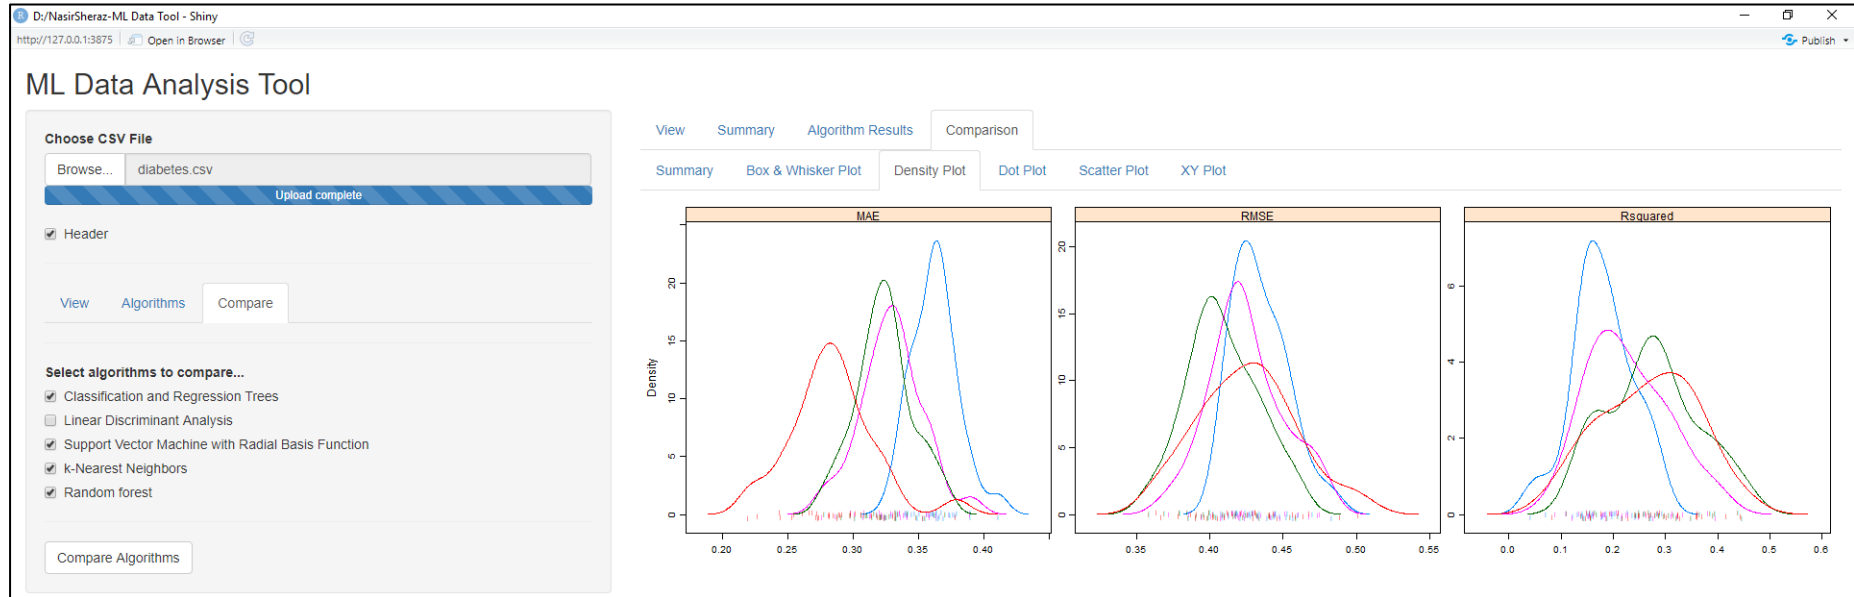 D:/NasirSheraz-ML Data Tool - Shiny
http://127.0.0.1:3875 Open in Browser Publish
ML Data Analysis Tool
Choose CSV File
Browse... diabetes.csv
Upload complete
Header
View Algorithms Compare
Select algorithms to compare...
Classification and Regression Trees
Linear Discriminant Analysis
Support Vector Machine with Radial Basis Function
k-Nearest Neighbors
Random forest
Compare Algorithms
View Summary Algorithm Results Comparison
Summary Box & Whisker Plot Density Plot Dot Plot Scatter Plot XY Plot
MAE
Density
0 5 10 15 20
0.20 0.25 0.30 0.35 0.40
RMSE
0 5 10 15 20
0.35 0.40 0.45 0.50 0.55
Rsquared
0 2 4 6
0.0 0.1 0.2 0.3 0.4 0.5 0.6